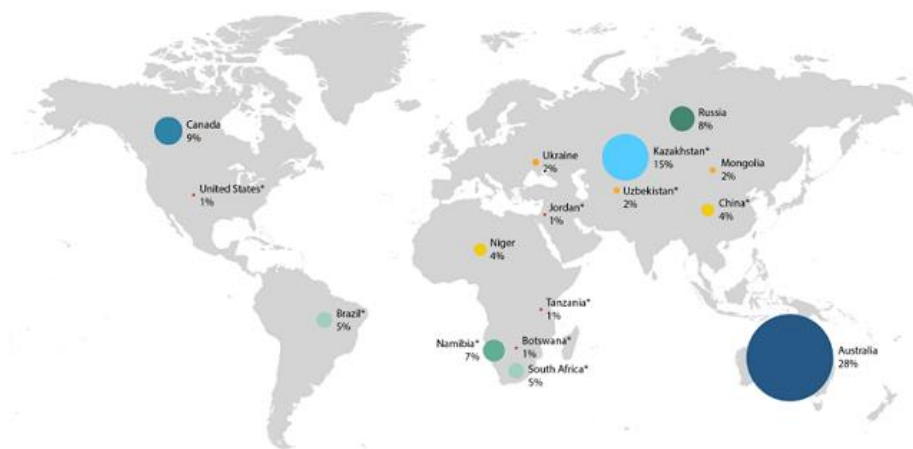 Canada
9%
United States*
1%
Brazil*
5%
Ukraine
2%
Russia
8%
Kazakhstan*
15%
Mongolia
2%
Uzbekistan*
2%
China*
4%
Jordan*
1%
Niger
4%
Tanzania*
1%
Namibia*
7%
Botswana*
1%
South Africa*
5%
Australia
28%